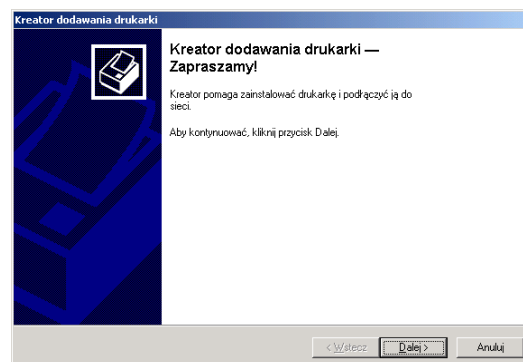 Kreator dodawania drukarki
Kreator dodawania drukarki —
Zapraszamy!
Kreator pomaga zainstalować drukarkę i podłączyć ją do
sieci.
Aby kontynuować, kliknij przycisk Dalej.
< Wstecz Dalej > Anuluj